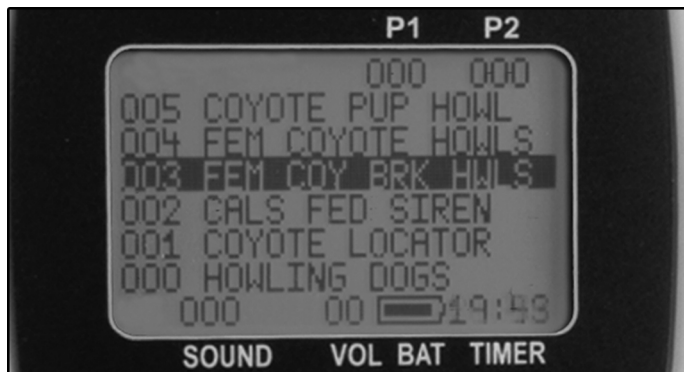 P1 P2
000 000
005 COYOTE PUP HOWL
004 FEM COYOTE HOWLS
003 FEM COY BRK HWLS
002 CALS FED SIREN
001 COYOTE LOCATOR
000 HOWLING DOGS
000 00 19:
SOUND VOL BAT TIMER